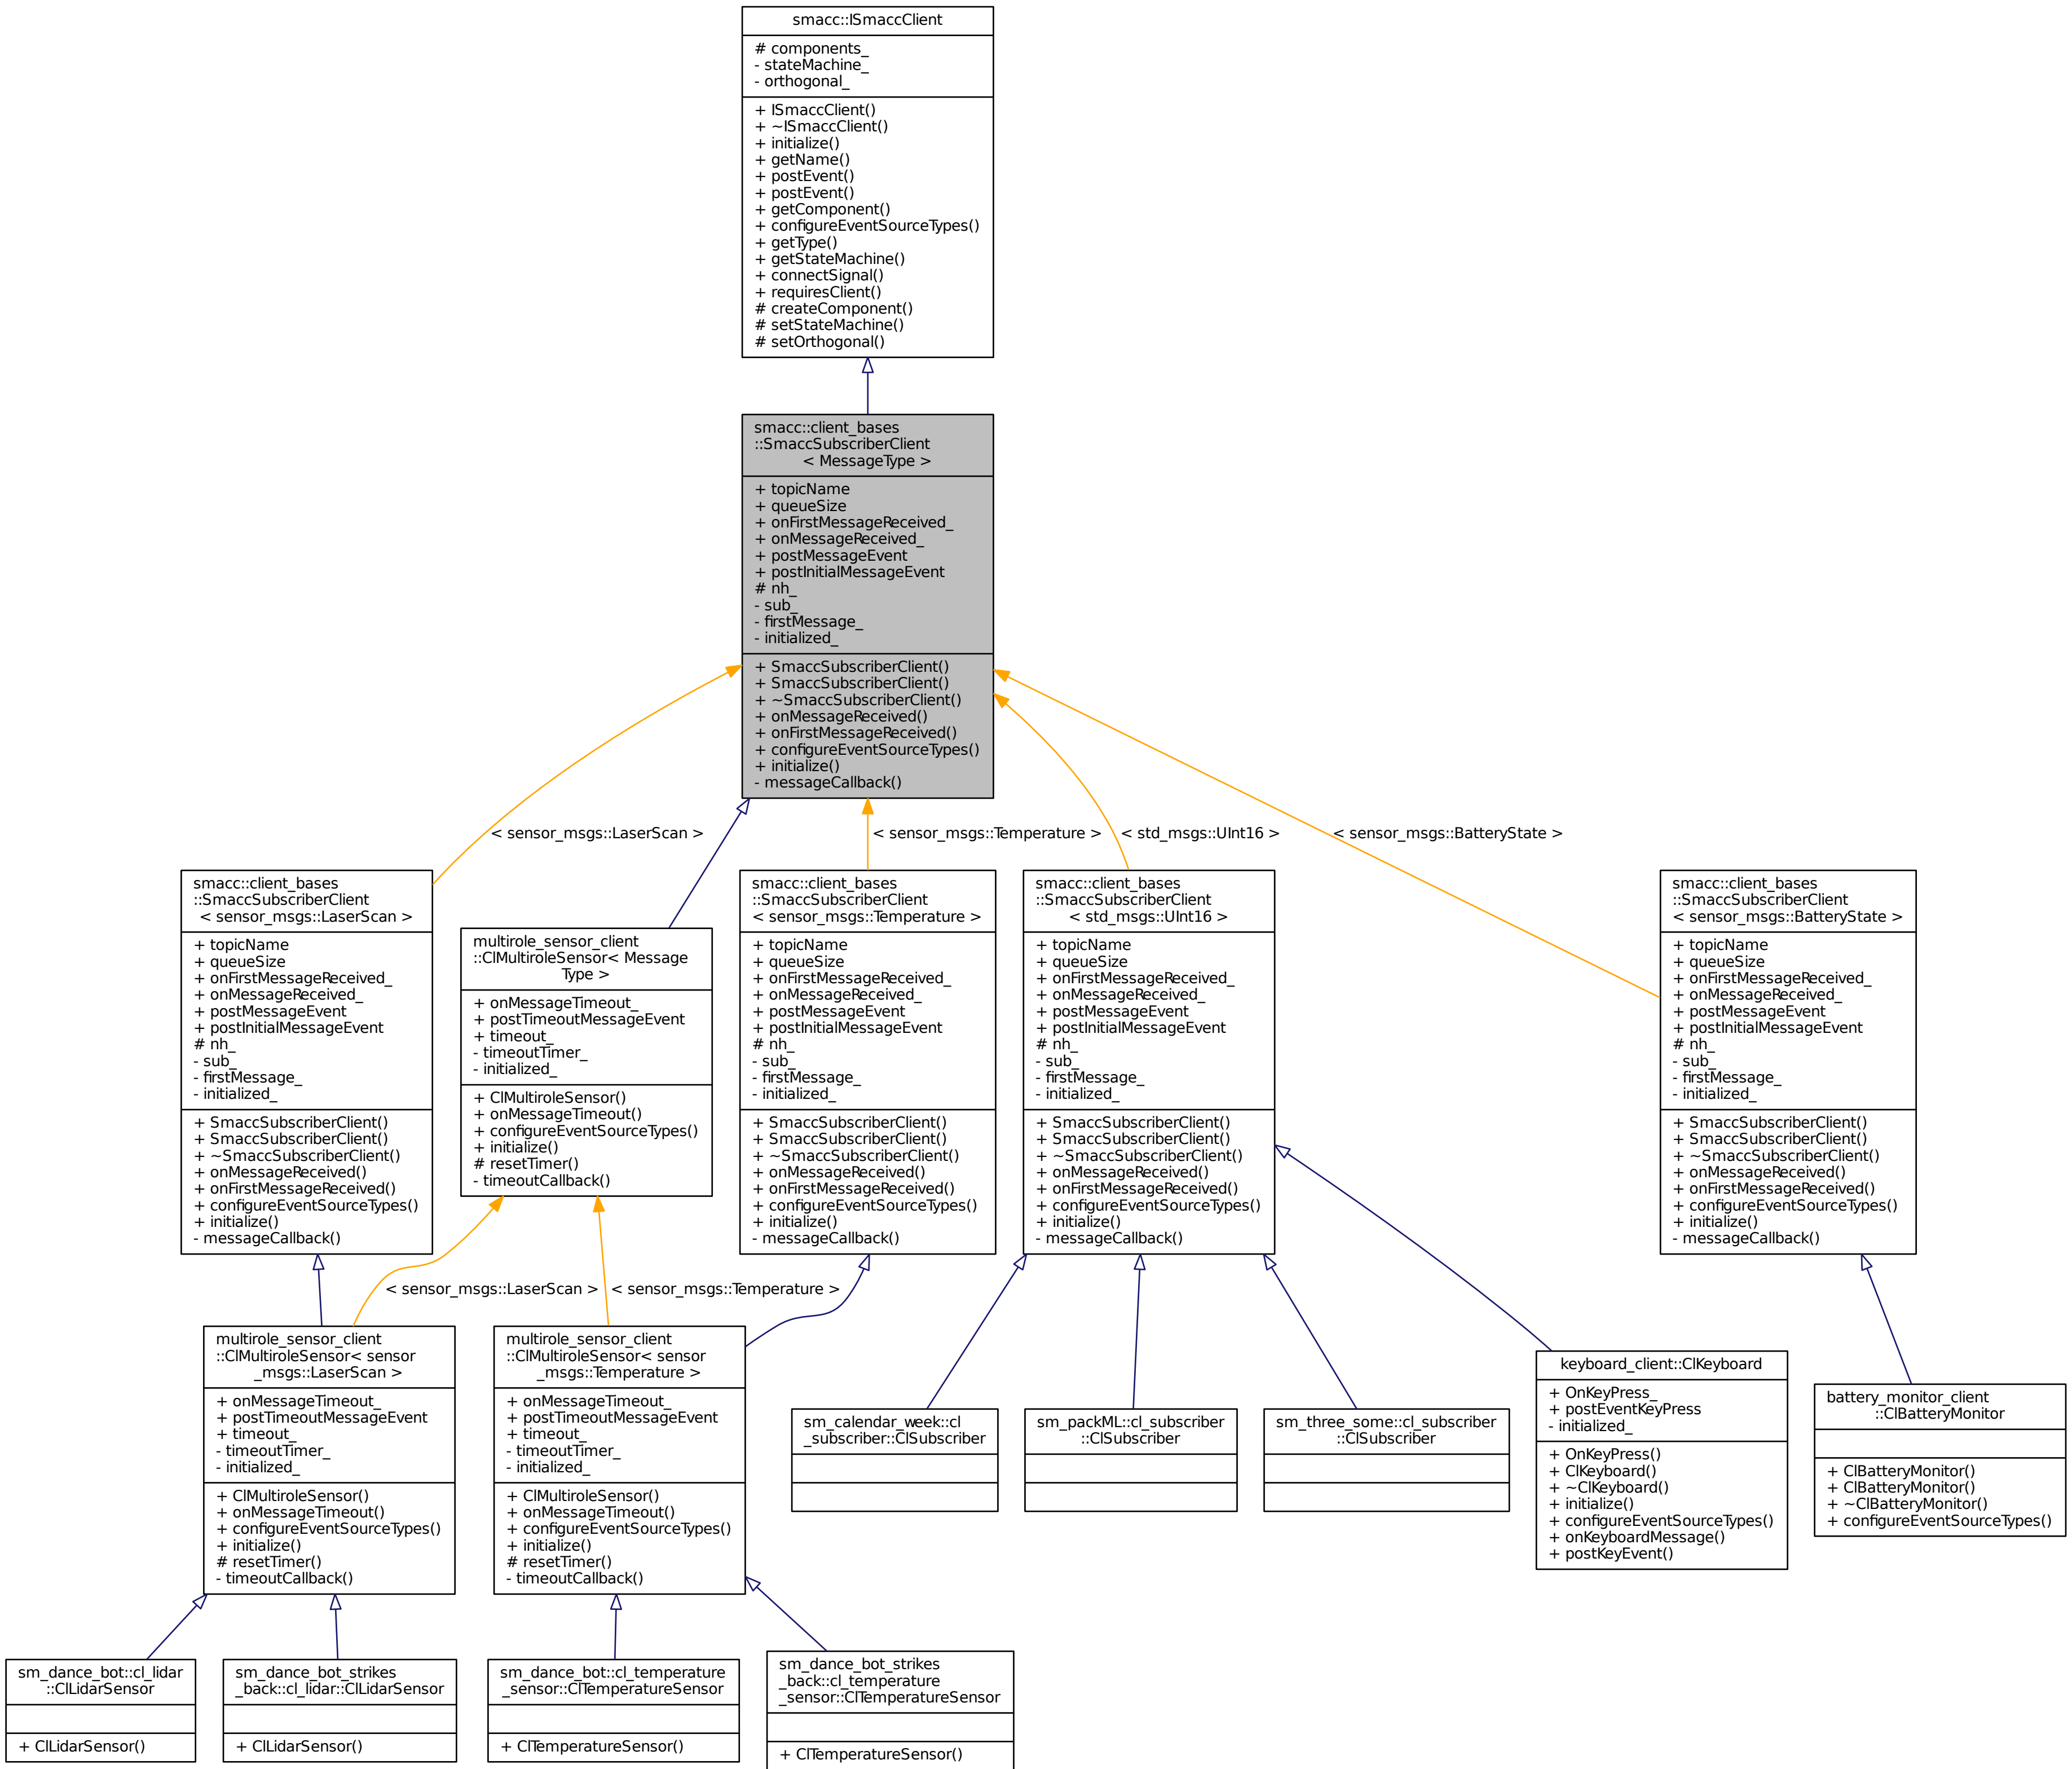 smacc::ISmaccClient
# components_
- stateMachine_
- orthogonal_
+ ISmaccClient()
+ ~ISmaccClient()
+ initialize()
+ getName()
+ postEvent()
+ postEvent()
+ getComponent()
+ configureEventSourceTypes()
+ getType()
+ getStateMachine()
+ connectSignal()
+ requiresClient()
# createComponent()
# setStateMachine()
# setOrthogonal()
smacc::client_bases
::SmaccSubscriberClient
< MessageType >
+ topicName
+ queueSize
+ onFirstMessageReceived_
+ onMessageReceived_
+ postMessageEvent
+ postInitialMessageEvent
# nh_
- sub_
- firstMessage_
- initialized_
+ SmaccSubscriberClient()
+ SmaccSubscriberClient()
+ ~SmaccSubscriberClient()
+ onMessageReceived()
+ onFirstMessageReceived()
+ configureEventSourceTypes()
+ initialize()
- messageCallback()
< sensor_msgs::LaserScan >
< sensor_msgs::Temperature >
< std_msgs::UInt16 >
< sensor_msgs::BatteryState >
smacc::client_bases
::SmaccSubscriberClient
< sensor_msgs::LaserScan >
+ topicName
+ queueSize
+ onFirstMessageReceived_
+ onMessageReceived_
+ postMessageEvent
+ postInitialMessageEvent
# nh_
- sub_
- firstMessage_
- initialized_
+ SmaccSubscriberClient()
+ SmaccSubscriberClient()
+ ~SmaccSubscriberClient()
+ onMessageReceived()
+ onFirstMessageReceived()
+ configureEventSourceTypes()
+ initialize()
- messageCallback()
multirole_sensor_client
::ClMultiroleSensor< Message
Type >
+ onMessageTimeout_
+ postTimeoutMessageEvent
+ timeout_
- timeoutTimer_
- initialized_
+ ClMultiroleSensor()
+ onMessageTimeout()
+ configureEventSourceTypes()
+ initialize()
# resetTimer()
- timeoutCallback()
smacc::client_bases
::SmaccSubscriberClient
< sensor_msgs::Temperature >
+ topicName
+ queueSize
+ onFirstMessageReceived_
+ onMessageReceived_
+ postMessageEvent
+ postInitialMessageEvent
# nh_
- sub_
- firstMessage_
- initialized_
+ SmaccSubscriberClient()
+ SmaccSubscriberClient()
+ ~SmaccSubscriberClient()
+ onMessageReceived()
+ onFirstMessageReceived()
+ configureEventSourceTypes()
+ initialize()
- messageCallback()
smacc::client_bases
::SmaccSubscriberClient
< std_msgs::UInt16 >
+ topicName
+ queueSize
+ onFirstMessageReceived_
+ onMessageReceived_
+ postMessageEvent
+ postInitialMessageEvent
# nh_
- sub_
- firstMessage_
- initialized_
+ SmaccSubscriberClient()
+ SmaccSubscriberClient()
+ ~SmaccSubscriberClient()
+ onMessageReceived()
+ onFirstMessageReceived()
+ configureEventSourceTypes()
+ initialize()
- messageCallback()
smacc::client_bases
::SmaccSubscriberClient
< sensor_msgs::BatteryState >
+ topicName
+ queueSize
+ onFirstMessageReceived_
+ onMessageReceived_
+ postMessageEvent
+ postInitialMessageEvent
# nh_
- sub_
- firstMessage_
- initialized_
+ SmaccSubscriberClient()
+ SmaccSubscriberClient()
+ ~SmaccSubscriberClient()
+ onMessageReceived()
+ onFirstMessageReceived()
+ configureEventSourceTypes()
+ initialize()
- messageCallback()
< sensor_msgs::LaserScan >
< sensor_msgs::Temperature >
multirole_sensor_client
::ClMultiroleSensor< sensor
_msgs::LaserScan >
+ onMessageTimeout_
+ postTimeoutMessageEvent
+ timeout_
- timeoutTimer_
- initialized_
+ ClMultiroleSensor()
+ onMessageTimeout()
+ configureEventSourceTypes()
+ initialize()
# resetTimer()
- timeoutCallback()
multirole_sensor_client
::ClMultiroleSensor< sensor
_msgs::Temperature >
+ onMessageTimeout_
+ postTimeoutMessageEvent
+ timeout_
- timeoutTimer_
- initialized_
+ ClMultiroleSensor()
+ onMessageTimeout()
+ configureEventSourceTypes()
+ initialize()
# resetTimer()
- timeoutCallback()
sm_calendar_week::cl
_subscriber::ClSubscriber
sm_packML::cl_subscriber
::ClSubscriber
sm_three_some::cl_subscriber
::ClSubscriber
keyboard_client::ClKeyboard
+ OnKeyPress_
+ postEventKeyPress
- initialized_
+ OnKeyPress()
+ ClKeyboard()
+ ~ClKeyboard()
+ initialize()
+ configureEventSourceTypes()
+ onKeyboardMessage()
+ postKeyEvent()
battery_monitor_client
::ClBatteryMonitor
+ ClBatteryMonitor()
+ ClBatteryMonitor()
+ ~ClBatteryMonitor()
+ configureEventSourceTypes()
sm_dance_bot::cl_lidar
::ClLidarSensor
+ ClLidarSensor()
sm_dance_bot_strikes
_back::cl_lidar::ClLidarSensor
+ ClLidarSensor()
sm_dance_bot::cl_temperature
_sensor::ClTemperatureSensor
+ ClTemperatureSensor()
sm_dance_bot_strikes
_back::cl_temperature
_sensor::ClTemperatureSensor
+ ClTemperatureSensor()